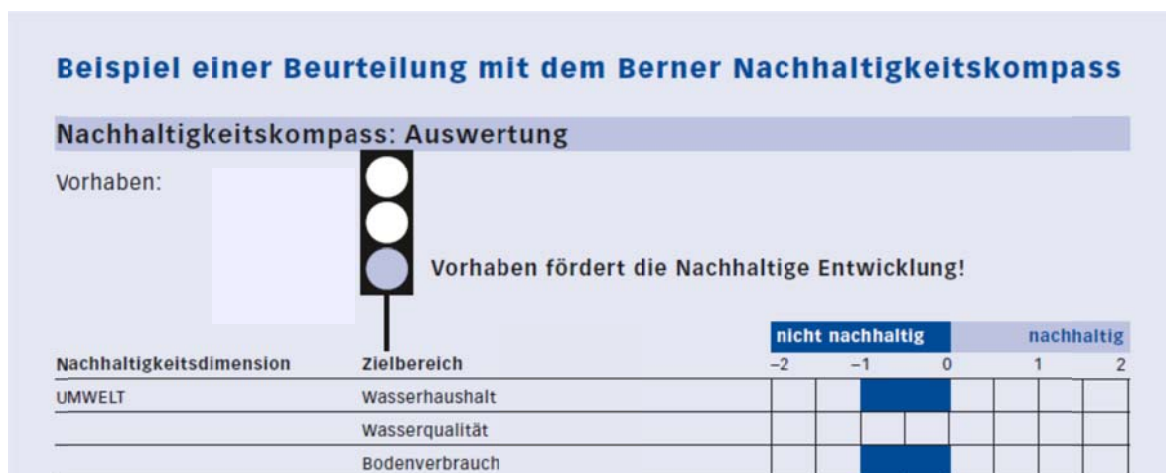 Beispiel einer Beurteilung mit dem Berner Nachhaltigkeitskompass
Nachhaltigkeitskompass: Auswertung
Vorhaben:
Vorhaben fördert die Nachhaltige Entwicklung!
nicht nachhaltig nachhaltig
Nachhaltigkeitsdimension Zielbereich –2 –1 0 1 2
UMWELT Wasserhaushalt
Wasserqualität
Bodenverbrauch